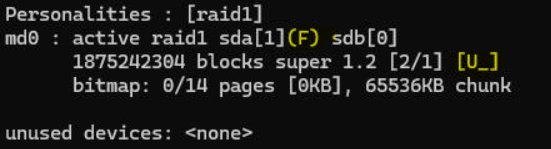 Personalities : [raid1]
md0 : active raid1 sda[1](F) sdb[0]
1875242304 blocks super 1.2 [2/1] [U_]
bitmap: 0/14 pages [0KB], 65536KB chunk
unused devices: <none>